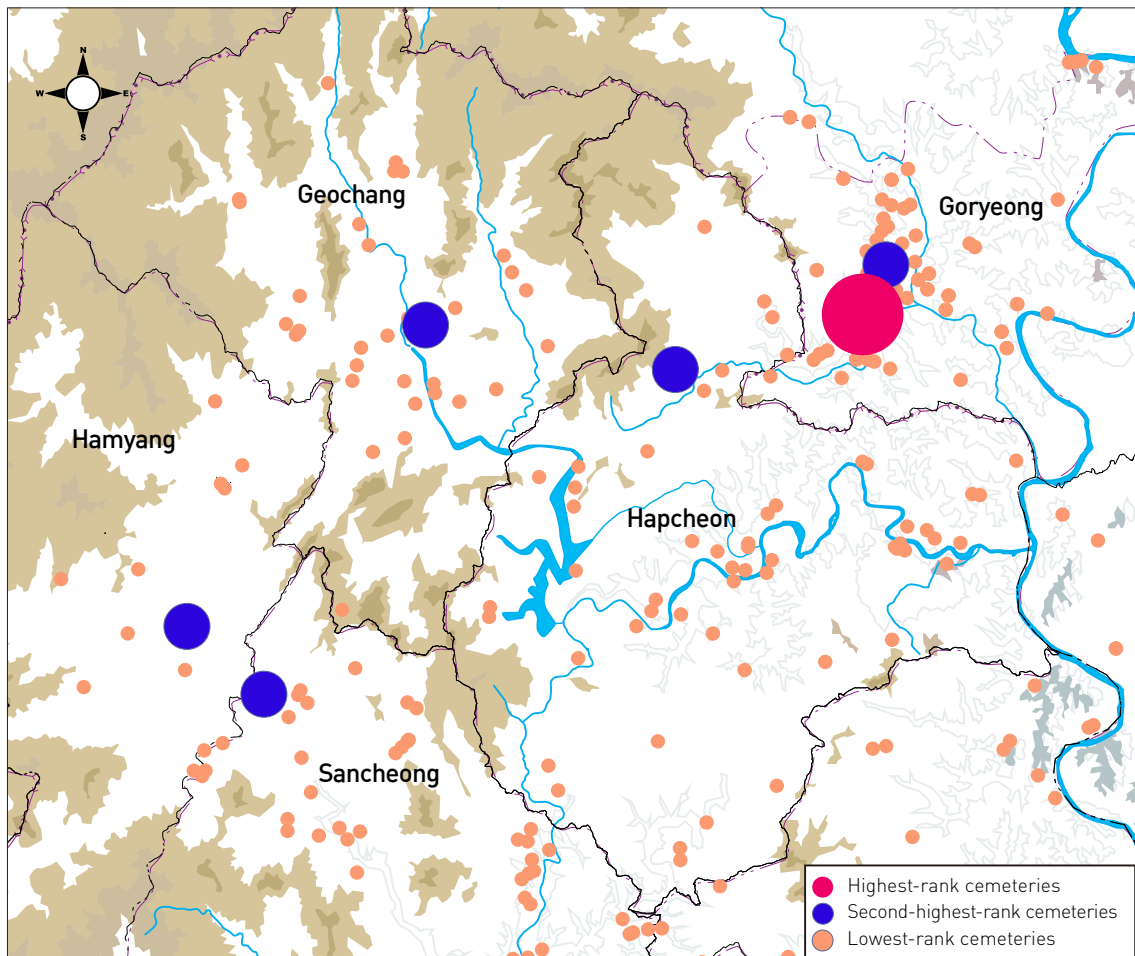 N
W E
S
Geochang
Goryeong
Hamyang
Hapcheon
Sancheong
Highest-rank cemeteries
Second-highest-rank cemeteries
Lowest-rank cemeteries